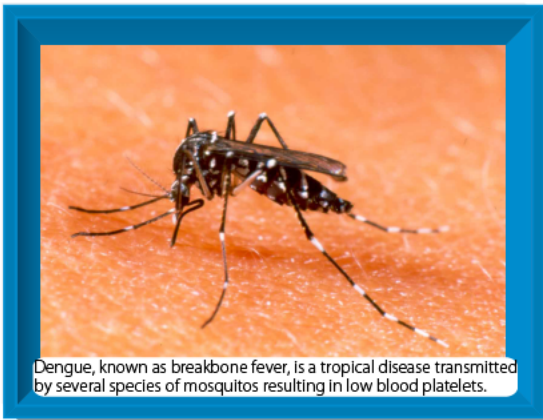 Dengue, known as breakbone fever, is a tropical disease transmitted
by several species of mosquitos resulting in low blood platelets.